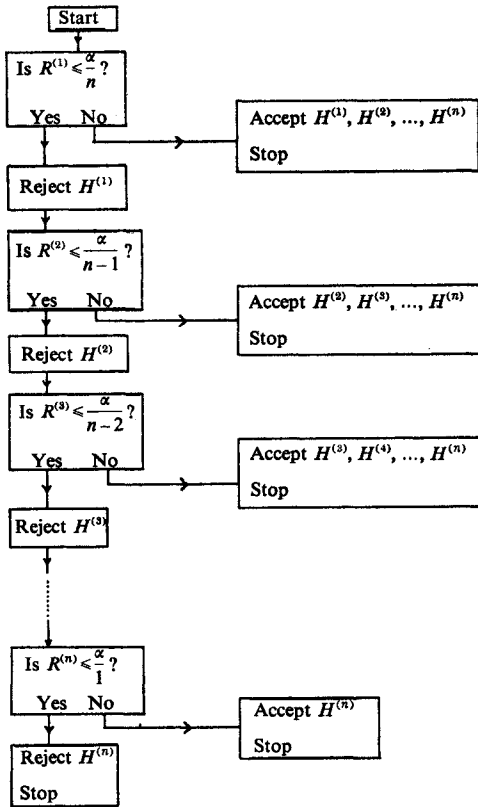 Start
Is R⁽¹⁾ ⩽ α/n ?
Yes No
Accept H⁽¹⁾, H⁽²⁾, ..., H⁽ⁿ⁾
Stop
Reject H⁽¹⁾
Is R⁽²⁾ ⩽ α/(n − 1) ?
Yes No
Accept H⁽²⁾, H⁽³⁾, ..., H⁽ⁿ⁾
Stop
Reject H⁽²⁾
Is R⁽³⁾ ⩽ α/(n−2) ?
Yes No
Accept H⁽³⁾, H⁽⁴⁾, ..., H⁽ⁿ⁾
Stop
Reject H⁽³⁾
Is R⁽ⁿ⁾ ⩽ α/1 ?
Yes No
Accept H⁽ⁿ⁾
Stop
Reject H⁽ⁿ⁾
Stop